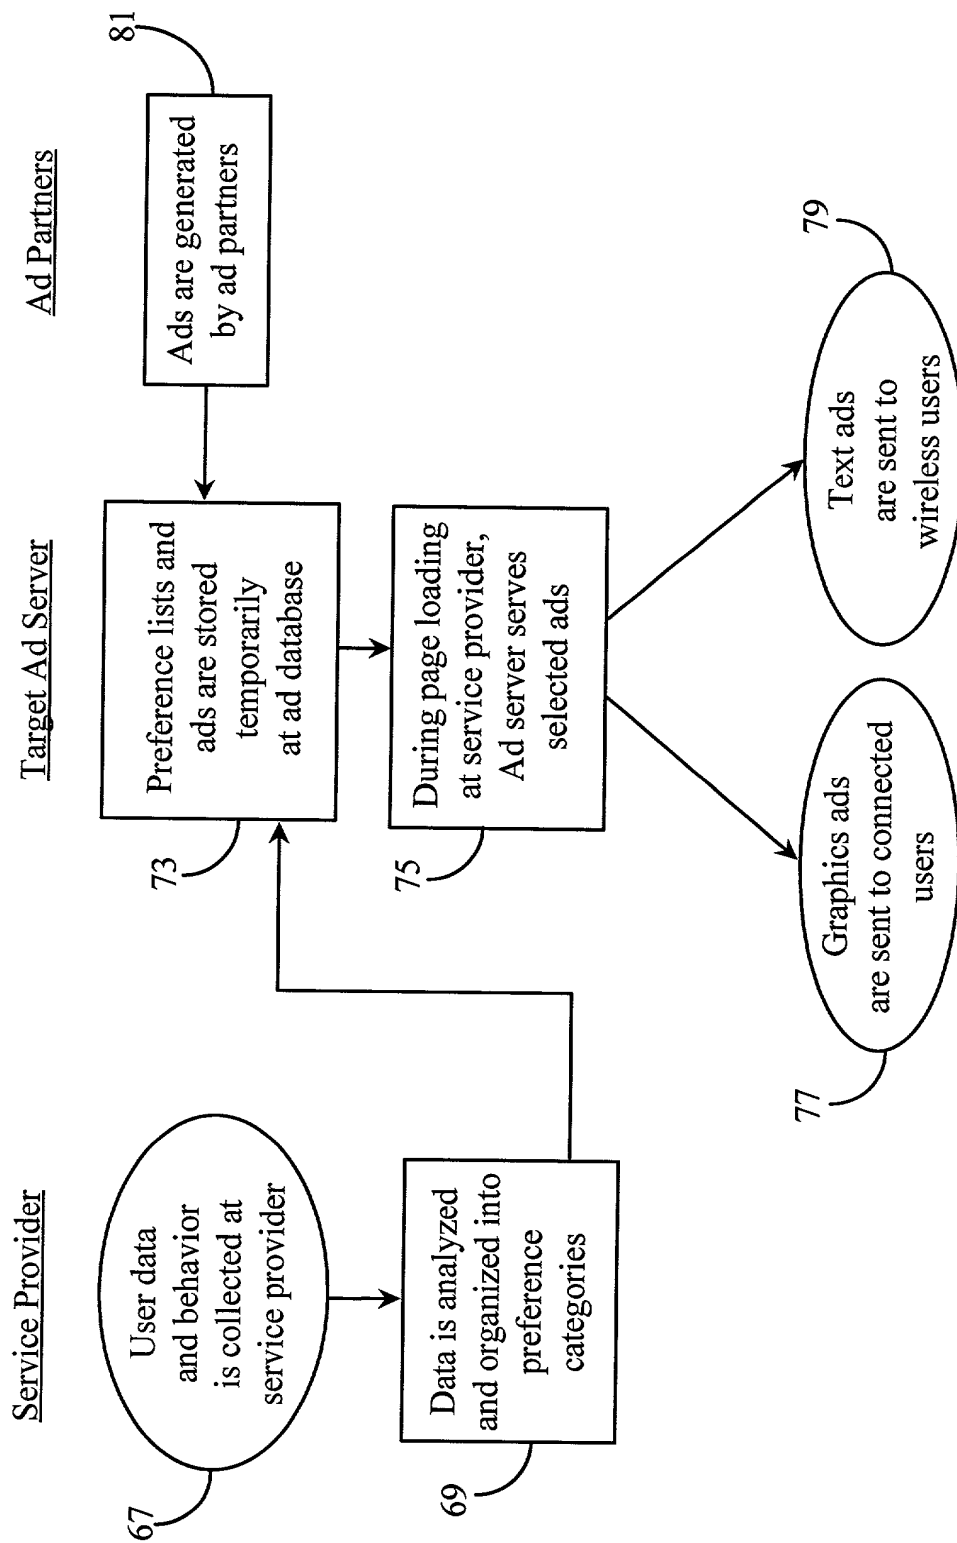 Service Provider
Target Ad Server
Ad Partners
67
User data
and behavior
is collected at
service provider
69
Data is analyzed
and organized into
preference
categories
73
Preference lists and
ads are stored
temporarily
at ad database
81
Ads are generated
by ad partners
75
During page loading
at service provider,
Ad server serves
selected ads
77
Graphics ads
are sent to connected
users
79
Text ads
are sent to
wireless users